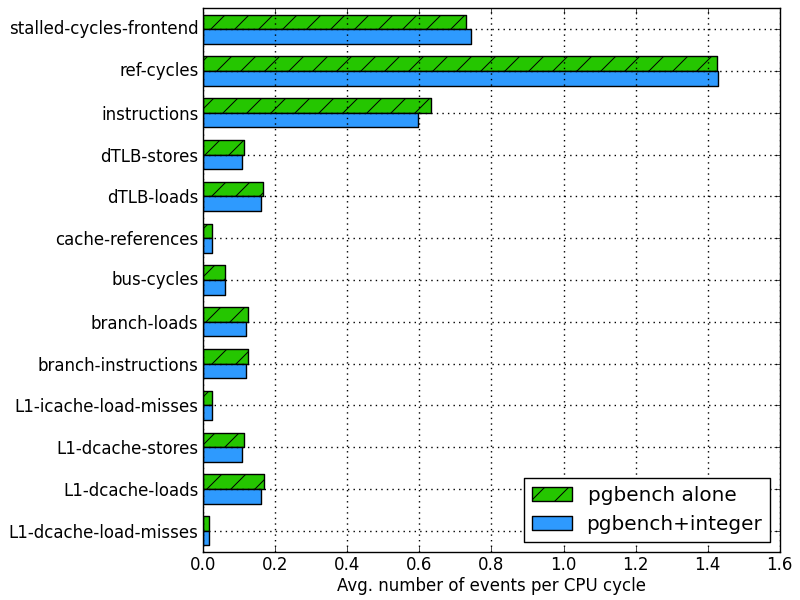 stalled-cycles-frontend
ref-cycles
instructions
dTLB-stores
dTLB-loads
cache-references
bus-cycles
branch-loads
branch-instructions
L1-icache-load-misses
L1-dcache-stores
L1-dcache-loads
L1-dcache-load-misses
pgbench alone
pgbench+integer
0.0 0.2 0.4 0.6 0.8 1.0 1.2 1.4 1.6
Avg. number of events per CPU cycle